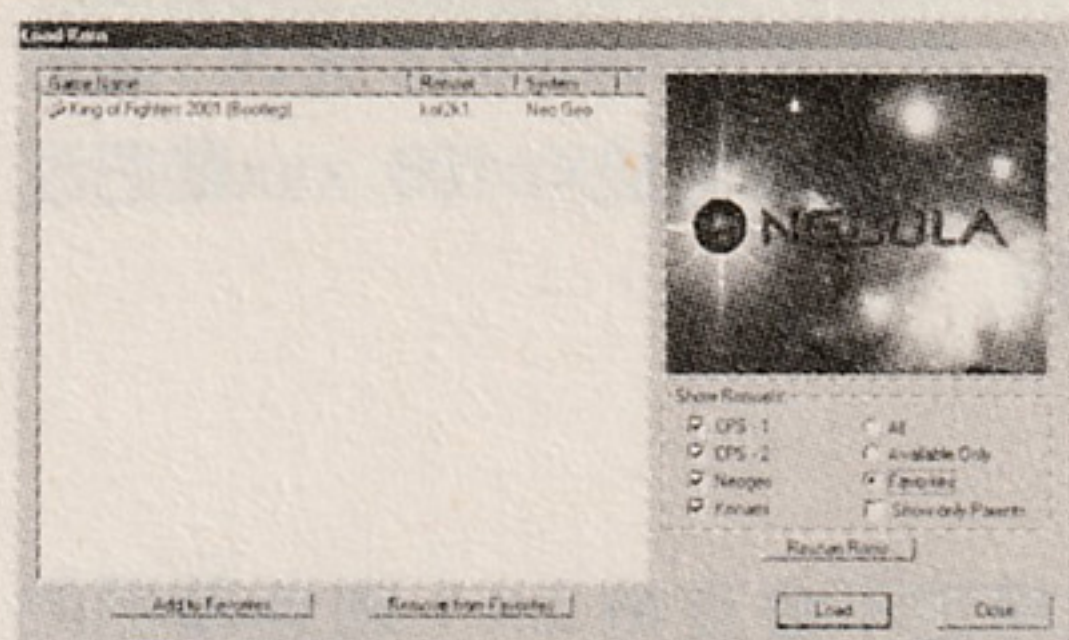 Load Roms
Game Name Romset System
King of Fighters 2001 (Bootleg) kof2k1 Neo Geo
NEBULA
Show Romsets
CPS - 1 All
CPS - 2 Available Only
Neogeo Favorites
Konami Show only Parents
Rescan Roms
Add to Favorites Remove from Favorites Load Close